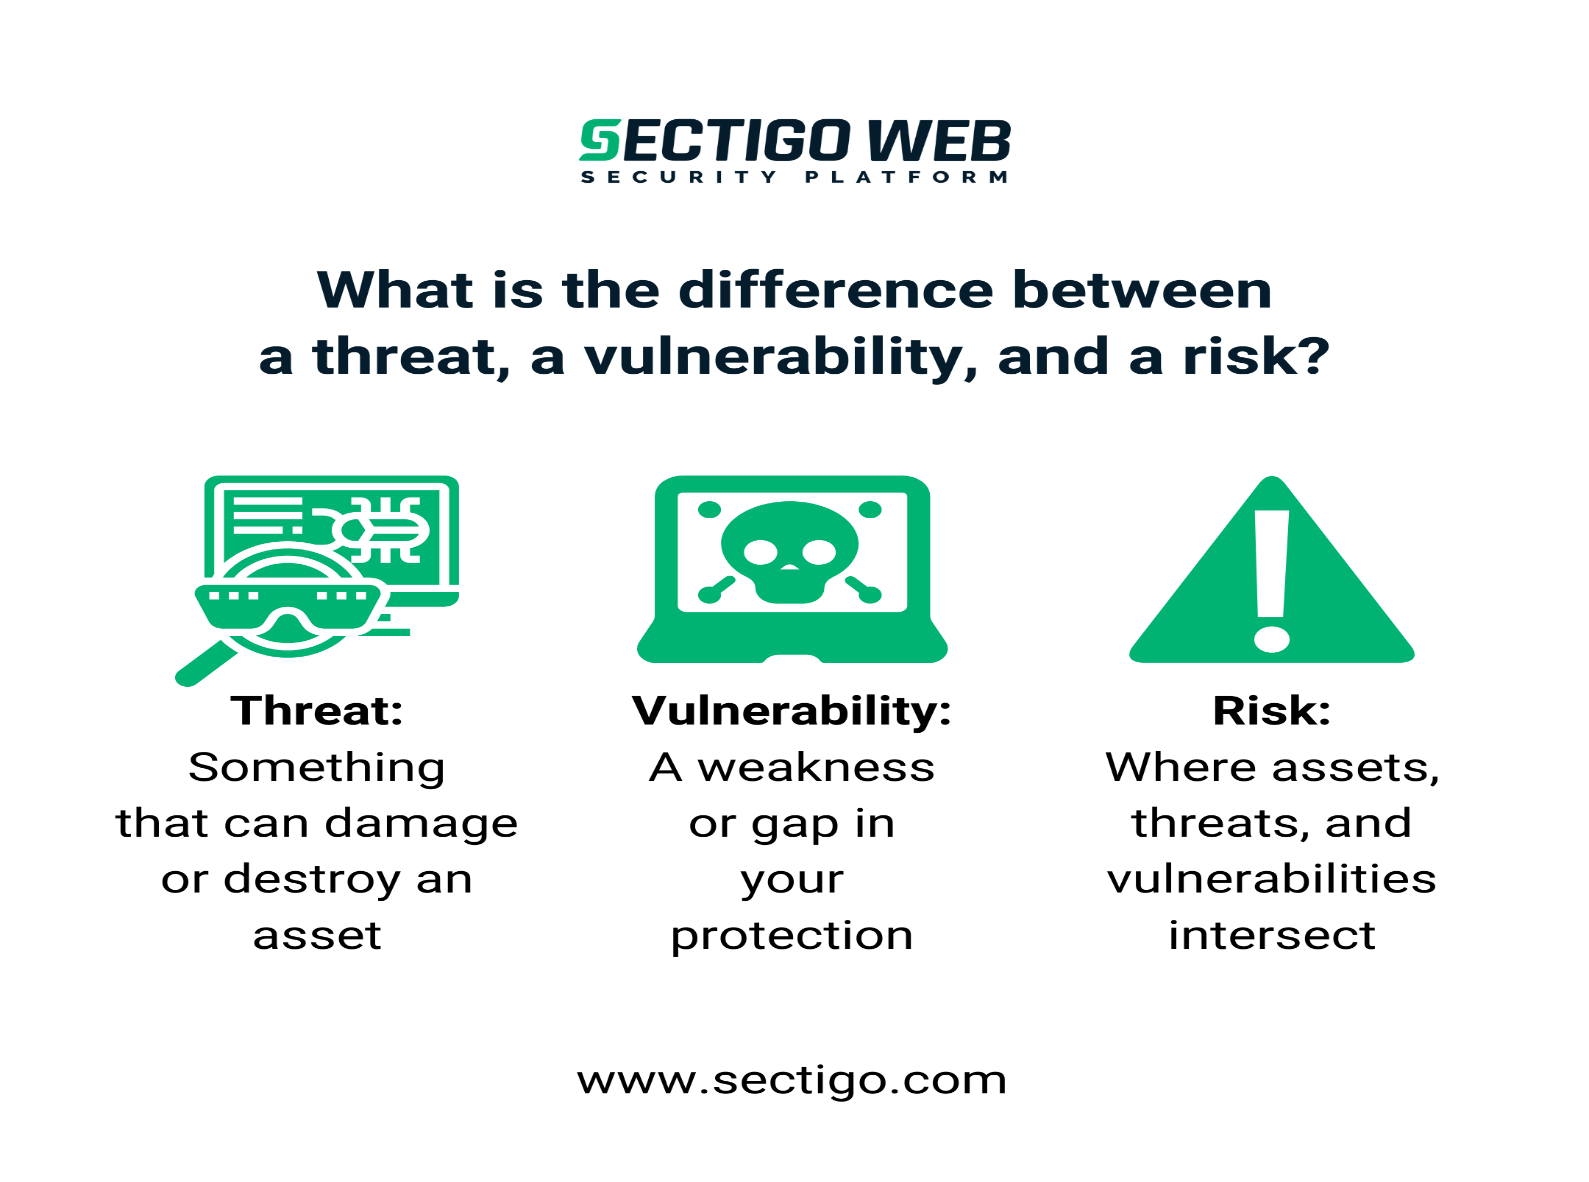 SECTIGO WEB
SECURITY PLATFORM
What is the difference between
a threat, a vulnerability, and a risk?
Threat:
Something
that can damage
or destroy an
asset
Vulnerability:
A weakness
or gap in
your
protection
Risk:
Where assets,
threats, and
vulnerabilities
intersect
www.sectigo.com